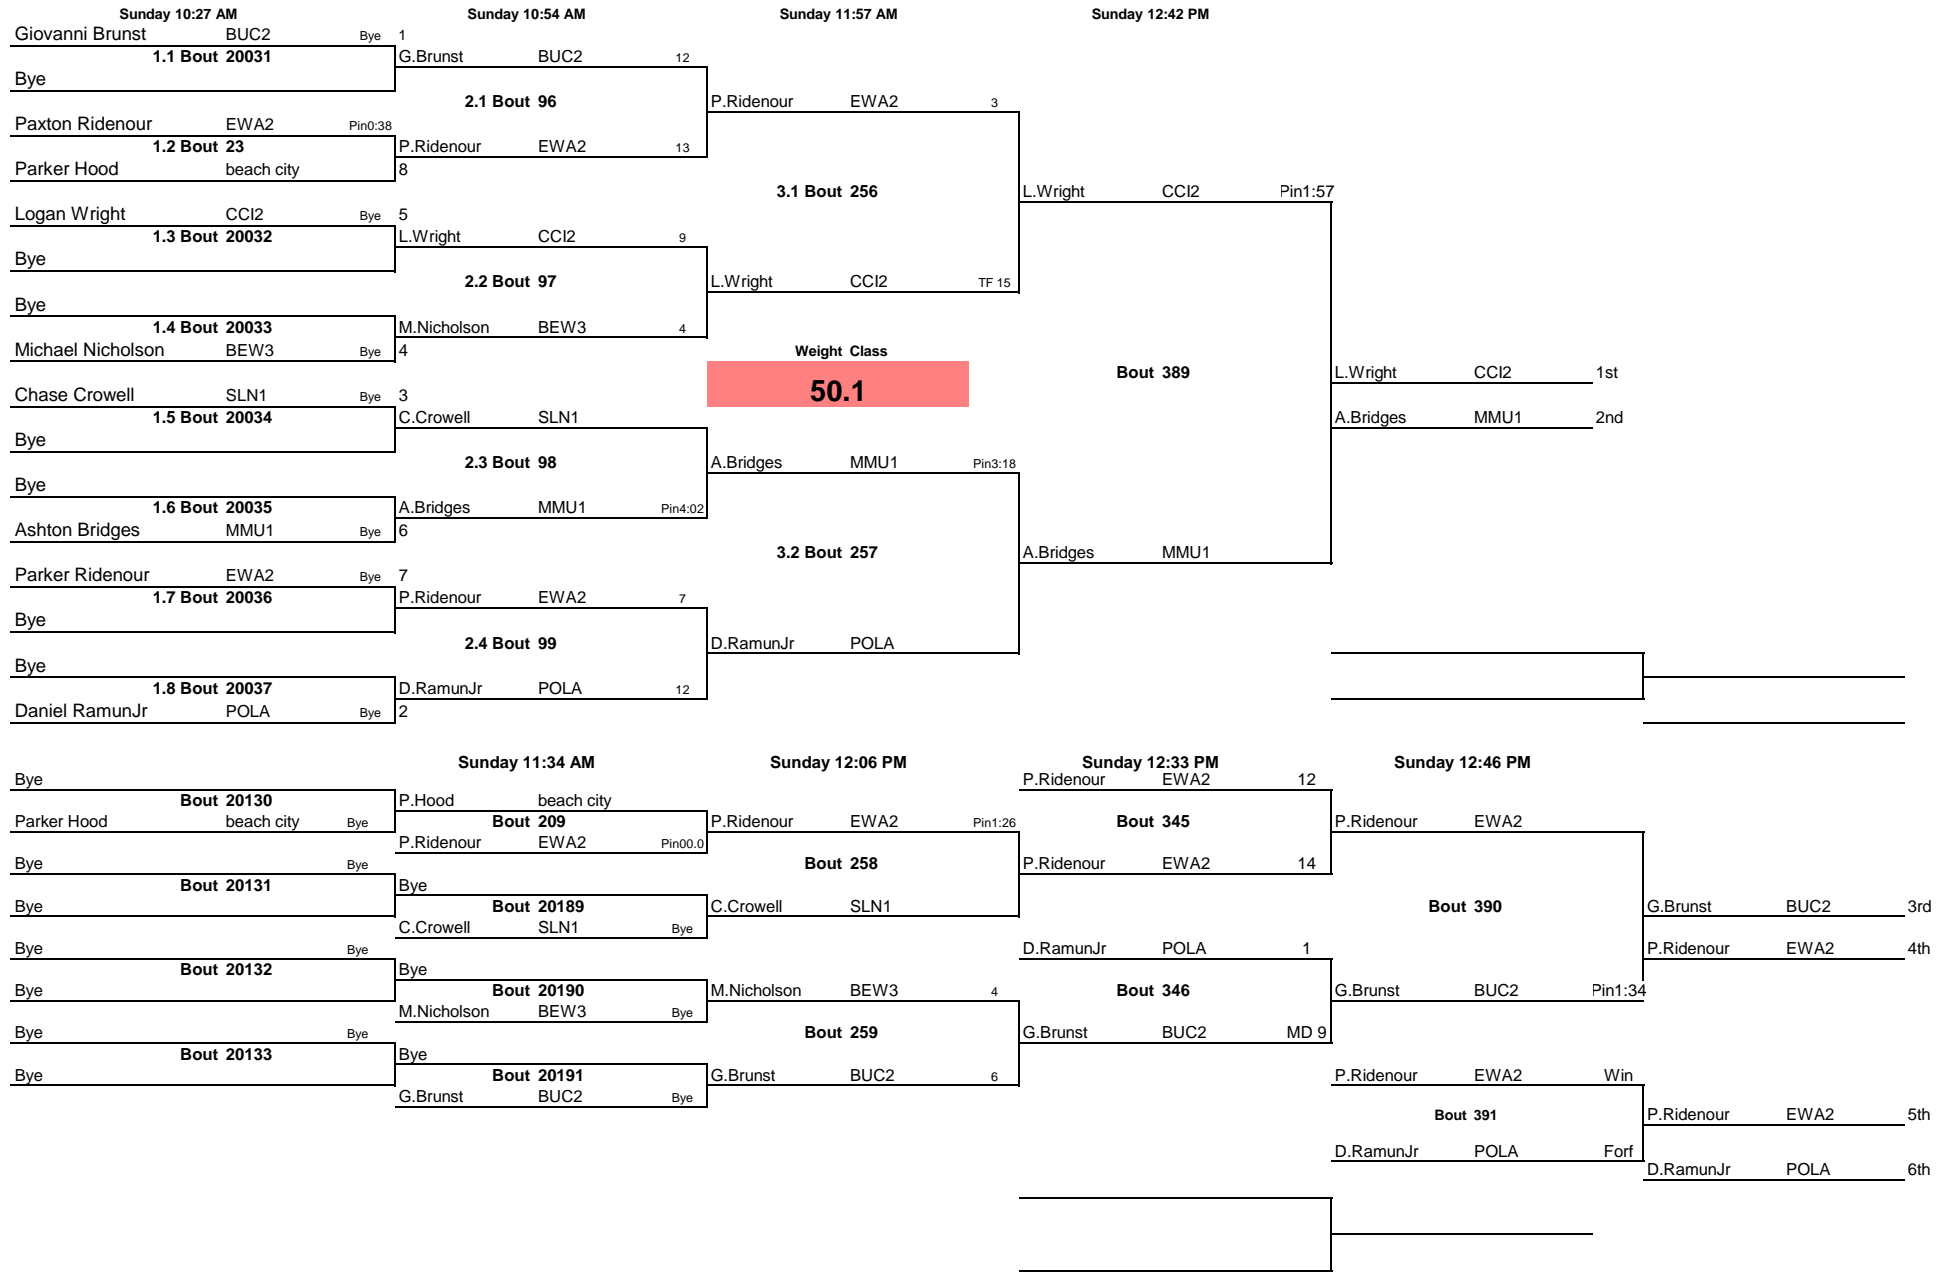 Sunday 10:27 AM Sunday 10:54 AM Sunday 11:57 AM Sunday 12:42 PM
Giovanni Brunst BUC2 Bye 1
1.1 Bout 20031 G.Brunst BUC2 12
Bye
2.1 Bout 96 P.Ridenour EWA2 3
Paxton Ridenour EWA2 Pin0:38
1.2 Bout 23 P.Ridenour EWA2 13
Parker Hood beach city 8
3.1 Bout 256 L.Wright CCI2 Pin1:57
Logan Wright CCI2 Bye 5
1.3 Bout 20032 L.Wright CCI2 9
Bye
2.2 Bout 97 L.Wright CCI2 TF 15
Bye
1.4 Bout 20033 M.Nicholson BEW3 4
Michael Nicholson BEW3 Bye 4 Weight Class
Bout 389 L.Wright CCI2 1st
Chase Crowell SLN1 Bye 3 50.1
1.5 Bout 20034 C.Crowell SLN1 A.Bridges MMU1 2nd
Bye
2.3 Bout 98 A.Bridges MMU1 Pin3:18
Bye
1.6 Bout 20035 A.Bridges MMU1 Pin4:02
Ashton Bridges MMU1 Bye 6
3.2 Bout 257 A.Bridges MMU1
Parker Ridenour EWA2 Bye 7
1.7 Bout 20036 P.Ridenour EWA2 7
Bye
2.4 Bout 99 D.RamunJr POLA
Bye
1.8 Bout 20037 D.RamunJr POLA 12
Daniel RamunJr POLA Bye 2
Sunday 11:34 AM Sunday 12:06 PM Sunday 12:33 PM Sunday 12:46 PM
Bye P.Ridenour EWA2 12
Bout 20130 P.Hood beach city
Parker Hood beach city Bye Bout 209 P.Ridenour EWA2 Pin1:26 Bout 345 P.Ridenour EWA2
P.Ridenour EWA2 Pin00.0
Bye Bye Bout 258 P.Ridenour EWA2 14
Bout 20131 Bye
Bye Bout 20189 C.Crowell SLN1 Bout 390 G.Brunst BUC2 3rd
C.Crowell SLN1 Bye
Bye Bye D.RamunJr POLA 1 P.Ridenour EWA2 4th
Bout 20132 Bye
Bye Bout 20190 M.Nicholson BEW3 4 Bout 346 G.Brunst BUC2 Pin1:34
M.Nicholson BEW3 Bye
Bye Bye Bout 259 G.Brunst BUC2 MD 9
Bout 20133 Bye
Bye Bout 20191 G.Brunst BUC2 6 P.Ridenour EWA2 Win
G.Brunst BUC2 Bye
Bout 391 P.Ridenour EWA2 5th
D.RamunJr POLA Forf
D.RamunJr POLA 6th